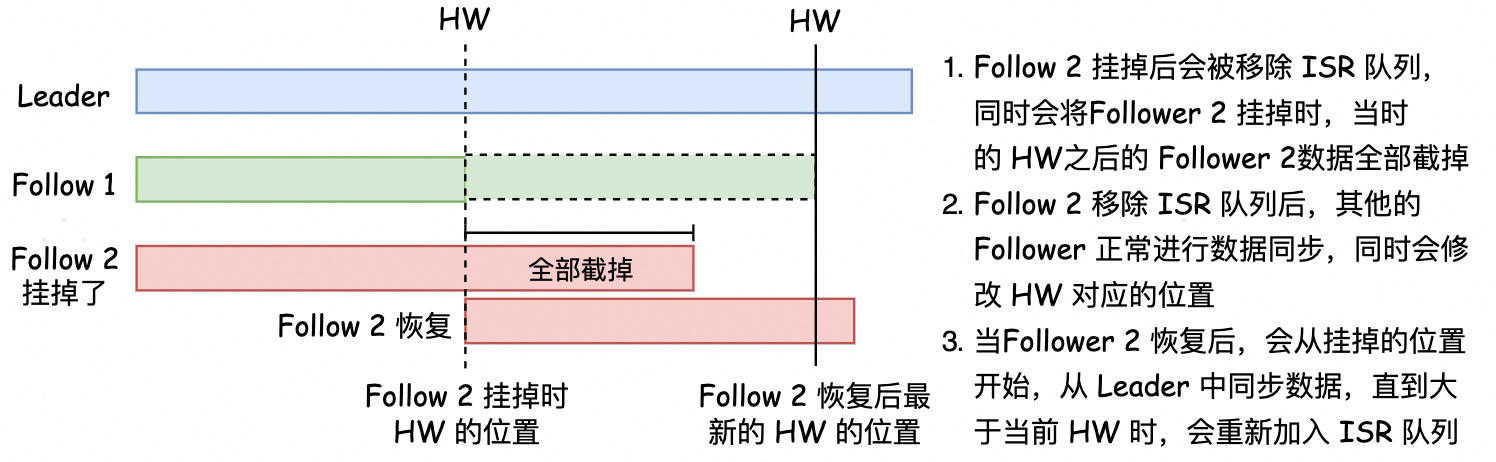 HW
HW
Leader
Follow 1
Follow 2
挂掉了
全部截掉
Follow 2 恢复
Follow 2 挂掉时
HW 的位置
Follow 2 恢复后最
新的 HW 的位置
1. Follow 2 挂掉后会被移除 ISR 队列，
同时会将Follower 2 挂掉时，当时
的 HW之后的 Follower 2数据全部截掉
2. Follow 2 移除 ISR 队列后，其他的
Follower 正常进行数据同步，同时会修
改 HW 对应的位置
3. 当Follower 2 恢复后，会从挂掉的位置
开始，从 Leader 中同步数据，直到大
于当前 HW 时，会重新加入 ISR 队列